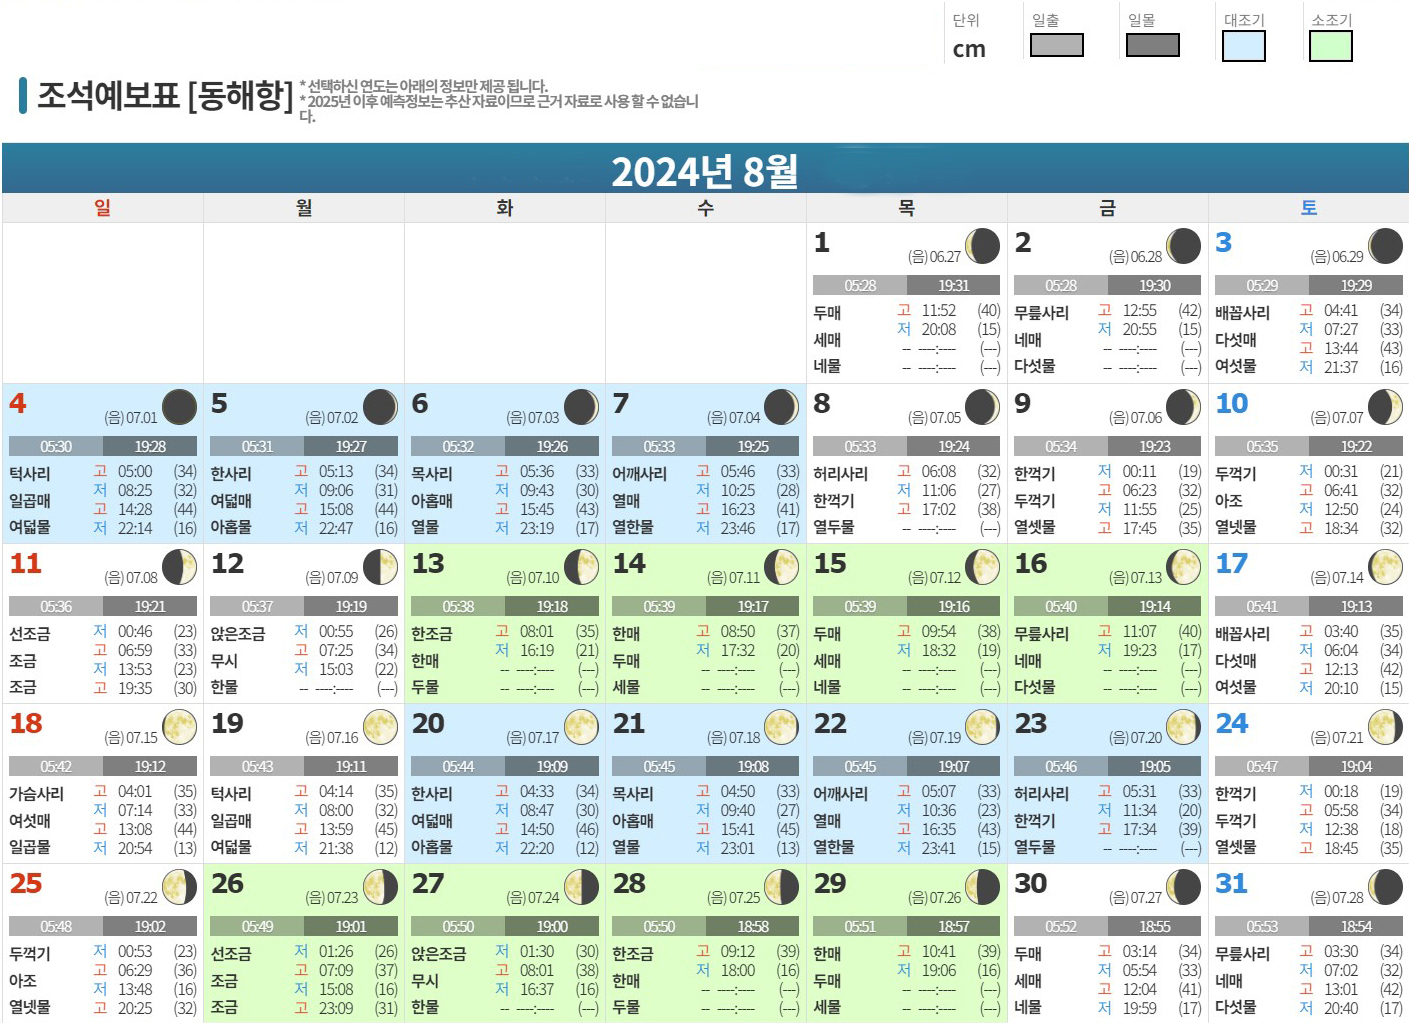 단위 일출 일몰 대조기 소조기
cm
조석예보표 [동해항]
* 선택하신 연도는 아래의 정보만 제공 됩니다.
* 2025년 이후 예측정보는 추산 자료이므로 근거 자료로 사용 할 수 없습니
다.
2024년 8월
일 월 화 수 목 금 토
1 (음) 06.27
05:28 19:31
두매
세매
네물
고 11:52 (40)
저 20:08 (15)
-- ----:---- (---)
-- ----:---- (---)
2 (음) 06.28
05:28 19:30
무릎사리
네매
다섯물
고 12:55 (42)
저 20:55 (15)
-- ----:---- (---)
-- ----:---- (---)
3 (음) 06.29
05:29 19:29
배꼽사리
다섯매
여섯물
고 04:41 (34)
저 07:27 (33)
고 13:44 (43)
저 21:37 (16)
4 (음) 07.01
05:30 19:28
턱사리
일곱매
여덟물
고 05:00 (34)
저 08:25 (32)
고 14:28 (44)
저 22:14 (16)
5 (음) 07.02
05:31 19:27
한사리
여덟매
아홉물
고 05:13 (34)
저 09:06 (31)
고 15:08 (44)
저 22:47 (16)
6 (음) 07.03
05:32 19:26
목사리
아홉매
열물
고 05:36 (33)
저 09:43 (30)
고 15:45 (43)
저 23:19 (17)
7 (음) 07.04
05:33 19:25
어깨사리
열매
열한물
고 05:46 (33)
저 10:25 (28)
고 16:23 (41)
저 23:46 (17)
8 (음) 07.05
05:33 19:24
허리사리
한꺾기
열두물
고 06:08 (32)
저 11:06 (27)
고 17:02 (38)
-- ----:---- (---)
9 (음) 07.06
05:34 19:23
한꺽기
두꺽기
열셋물
저 00:11 (19)
고 06:23 (32)
저 11:55 (25)
고 17:45 (35)
10 (음) 07.07
05:35 19:22
두꺽기
아조
열넷물
저 00:31 (21)
고 06:41 (32)
저 12:50 (24)
고 18:34 (32)
11 (음) 07.08
05:36 19:21
선조금
조금
조금
저 00:46 (23)
고 06:59 (33)
저 13:53 (23)
고 19:35 (30)
12 (음) 07.09
05:37 19:19
앉은조금
무시
한물
저 00:55 (26)
고 07:25 (34)
저 15:03 (22)
-- ----:---- (---)
13 (음) 07.10
05:38 19:18
한조금
한매
두물
고 08:01 (35)
저 16:19 (21)
-- ----:---- (---)
-- ----:---- (---)
14 (음) 07.11
05:39 19:17
한매
두매
세물
고 08:50 (37)
저 17:32 (20)
-- ----:---- (---)
-- ----:---- (---)
15 (음) 07.12
05:39 19:16
두매
세매
네물
고 09:54 (38)
저 18:32 (19)
-- ----:---- (---)
-- ----:---- (---)
16 (음) 07.13
05:40 19:14
무릎사리
네매
다섯물
고 11:07 (40)
저 19:23 (17)
-- ----:---- (---)
-- ----:---- (---)
17 (음) 07.14
05:41 19:13
배꼽사리
다섯매
여섯물
고 03:40 (35)
저 06:04 (34)
고 12:13 (42)
저 20:10 (15)
18 (음) 07.15
05:42 19:12
가슴사리
여섯매
일곱물
고 04:01 (35)
저 07:14 (33)
고 13:08 (44)
저 20:54 (13)
19 (음) 07.16
05:43 19:11
턱사리
일곱매
여덟물
고 04:14 (35)
저 08:00 (32)
고 13:59 (45)
저 21:38 (12)
20 (음) 07.17
05:44 19:09
한사리
여덟매
아홉물
고 04:33 (34)
저 08:47 (30)
고 14:50 (46)
저 22:20 (12)
21 (음) 07.18
05:45 19:08
목사리
아홉매
열물
고 04:50 (33)
저 09:40 (27)
고 15:41 (45)
저 23:01 (13)
22 (음) 07.19
05:45 19:07
어깨사리
열매
열한물
고 05:07 (33)
저 10:36 (23)
고 16:35 (43)
저 23:41 (15)
23 (음) 07.20
05:46 19:05
허리사리
한꺽기
열두물
고 05:31 (33)
저 11:34 (20)
고 17:34 (39)
-- ----:---- (---)
24 (음) 07.21
05:47 19:04
한꺽기
두꺽기
열셋물
저 00:18 (19)
고 05:58 (34)
저 12:38 (18)
고 18:45 (35)
25 (음) 07.22
05:48 19:02
두꺽기
아조
열넷물
저 00:53 (23)
고 06:29 (36)
저 13:48 (16)
고 20:25 (32)
26 (음) 07.23
05:49 19:01
선조금
조금
조금
저 01:26 (26)
고 07:09 (37)
저 15:08 (16)
고 23:09 (31)
27 (음) 07.24
05:50 19:00
앉은조금
무시
한물
저 01:30 (30)
고 08:01 (38)
저 16:37 (16)
-- ----:---- (---)
28 (음) 07.25
05:50 18:58
한조금
한매
두물
고 09:12 (39)
저 18:00 (16)
-- ----:---- (---)
-- ----:---- (---)
29 (음) 07.26
05:51 18:57
한매
두매
세물
고 10:41 (39)
저 19:06 (16)
-- ----:---- (---)
-- ----:---- (---)
30 (음) 07.27
05:52 18:55
두매
세매
네물
고 03:14 (34)
저 05:54 (33)
고 12:04 (41)
저 19:59 (17)
31 (음) 07.28
05:53 18:54
무릎사리
네매
다섯물
고 03:30 (34)
저 07:02 (32)
고 13:01 (42)
저 20:40 (17)